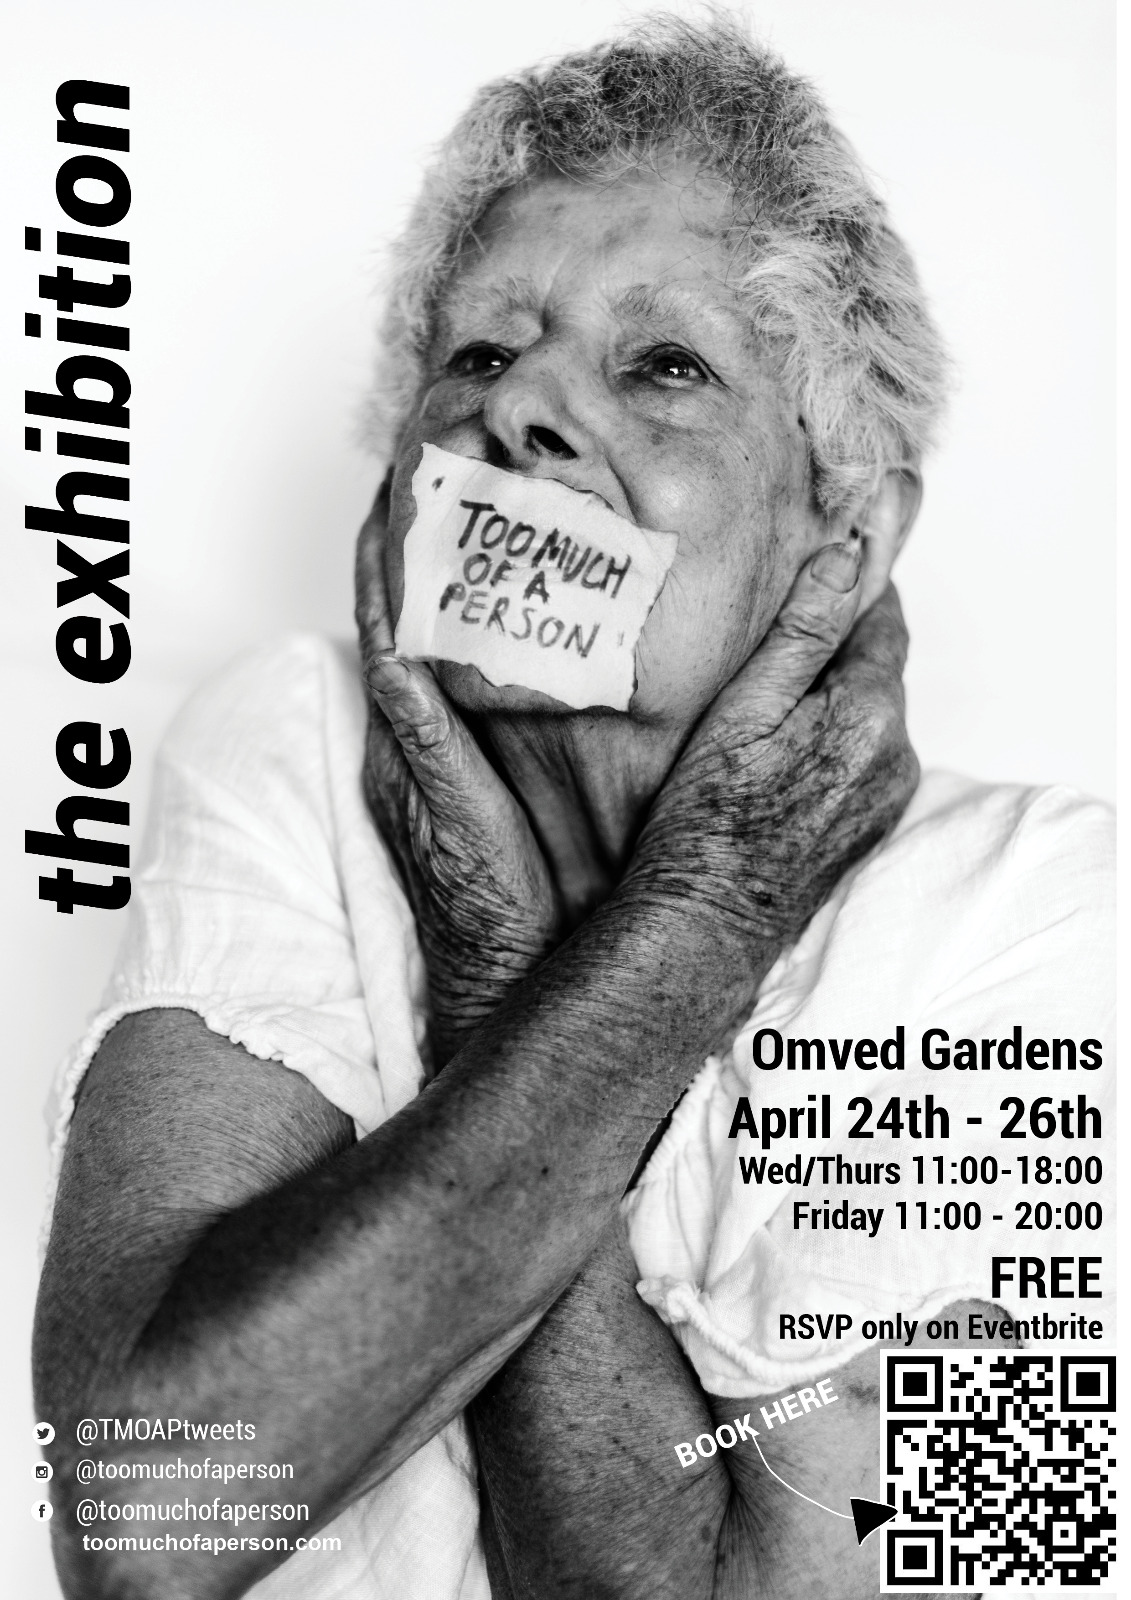 the exhibition
TOO MUCH
OF A
PERSON
Omved Gardens
April 24th - 26th
Wed/Thurs 11:00-18:00
Friday 11:00 - 20:00
FREE
RSVP only on Eventbrite
BOOK HERE
@TMOAPtweets
@toomuchofaperson
@toomuchofaperson
toomuchofaperson.com